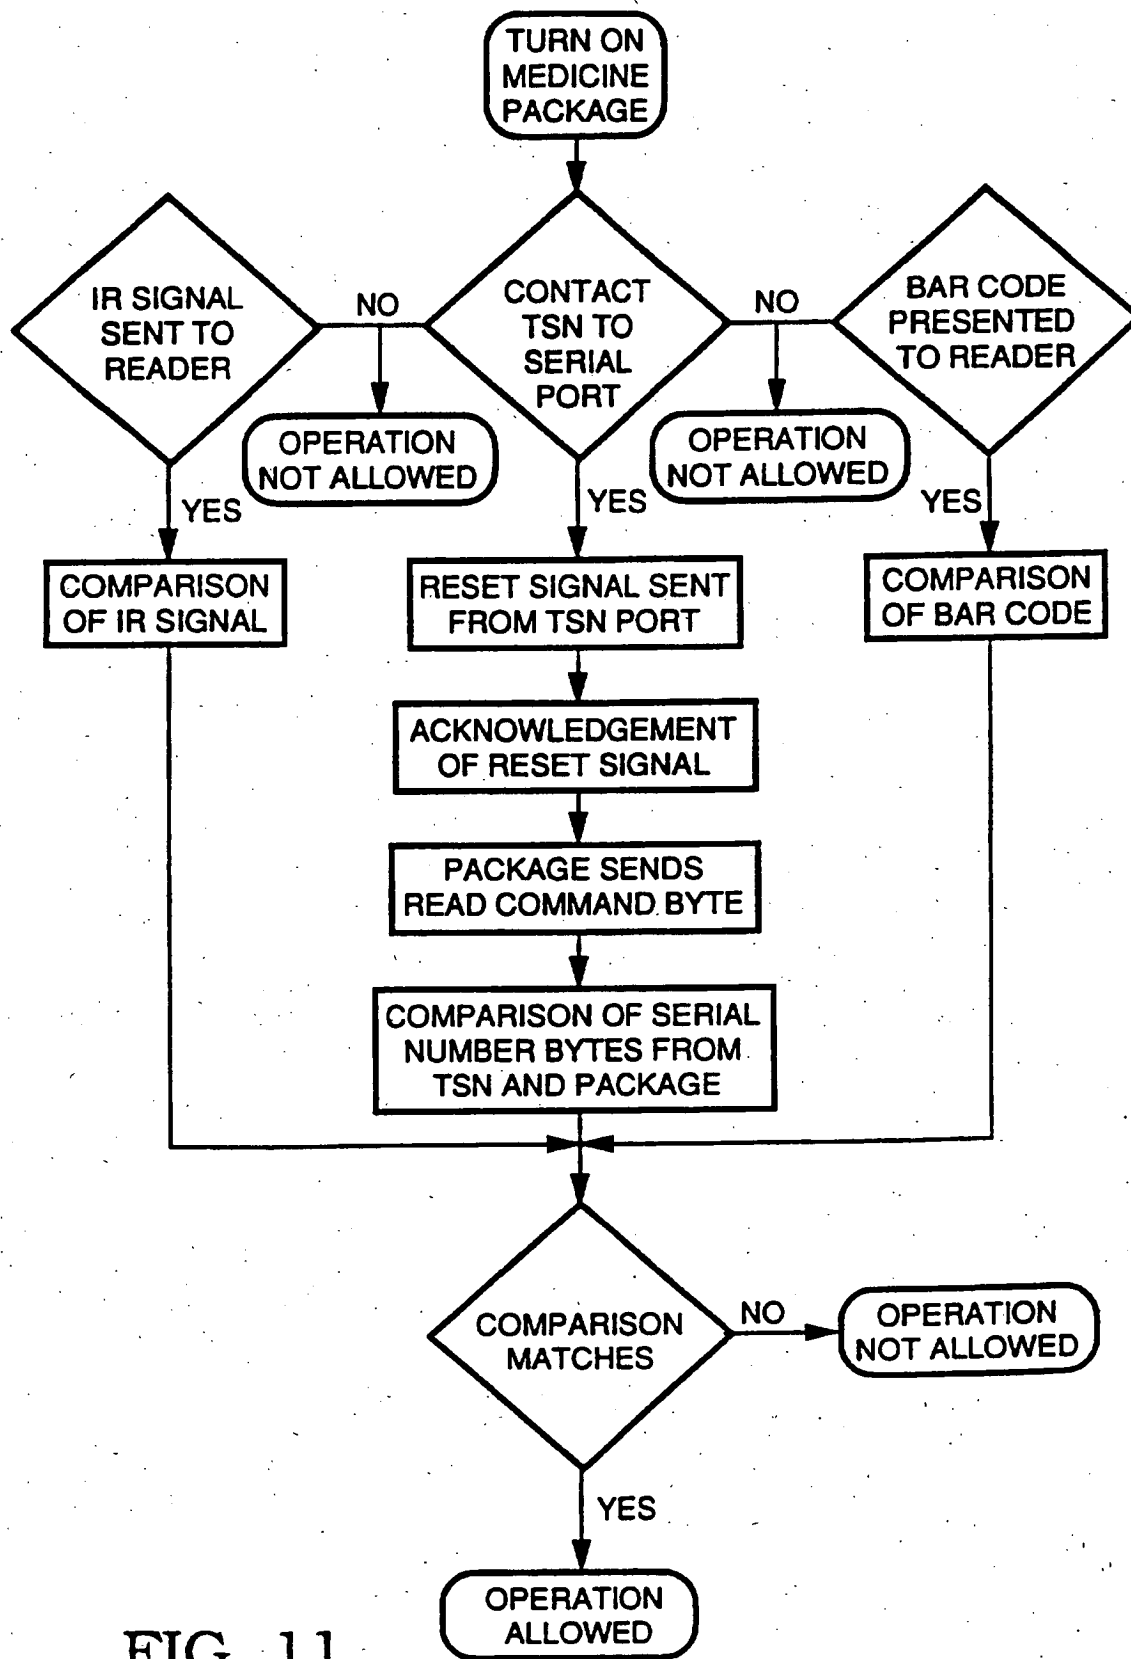 TURN ON
MEDICINE
PACKAGE
IR SIGNAL
SENT TO
READER
NO
CONTACT
TSN TO
SERIAL
PORT
NO
BAR CODE
PRESENTED
TO READER
OPERATION
NOT ALLOWED
OPERATION
NOT ALLOWED
YES
YES
YES
COMPARISON
OF IR SIGNAL
RESET SIGNAL SENT
FROM TSN PORT
COMPARISON
OF BAR CODE
ACKNOWLEDGEMENT
OF RESET SIGNAL
PACKAGE SENDS
READ COMMAND BYTE
COMPARISON OF SERIAL
NUMBER BYTES FROM
TSN AND PACKAGE
COMPARISON
MATCHES
NO
OPERATION
NOT ALLOWED
YES
OPERATION
ALLOWED
FIG. 11